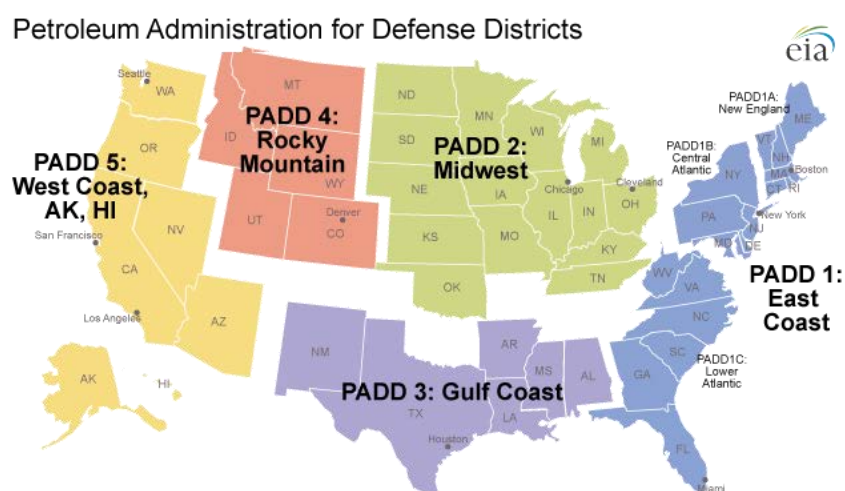 Petroleum Administration for Defense Districts
eia
Seattle
WA
OR
PADD 5:
West Coast,
AK, HI
San Francisco
NV
CA
Los Angeles
AZ
AK
HI
MT
PADD 4:
Rocky
Mountain
ID
WY
UT
Denver
CO
ND
MN
SD
WI
MI
PADD 2:
Midwest
NE
IA
Chicago
Cleveland
IL
IN
OH
KS
MO
KY
OK
TN
PADD1A:
New England
ME
PADD1B:
Central
Atlantic
VT
NH
MA
Boston
CT
RI
NY
New York
PA
NJ
MD
DE
WV
VA
PADD 1:
East
Coast
NC
SC
PADD1C:
Lower
Atlantic
GA
FL
Miami
NM
AR
MS
AL
PADD 3: Gulf Coast
TX
LA
Houston